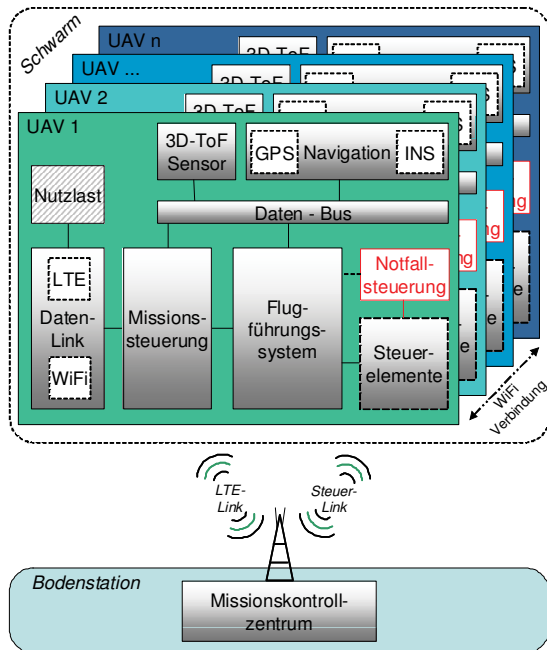 Schwarm
UAV n
3D-ToF
UAV ...
3D-ToF
UAV 2
3D-ToF
UAV 1
3D-ToF
Sensor
GPS
Navigation
INS
Nutzlast
Daten - Bus
LTE
Daten-
Link
WiFi
Missions-
steuerung
Flug-
führungs-
system
Notfall-
steuerung
Steuer-
elemente
WiFi
Verbindung
LTE-
Link
Steuer-
Link
Bodenstation
Missionskontroll-
zentrum